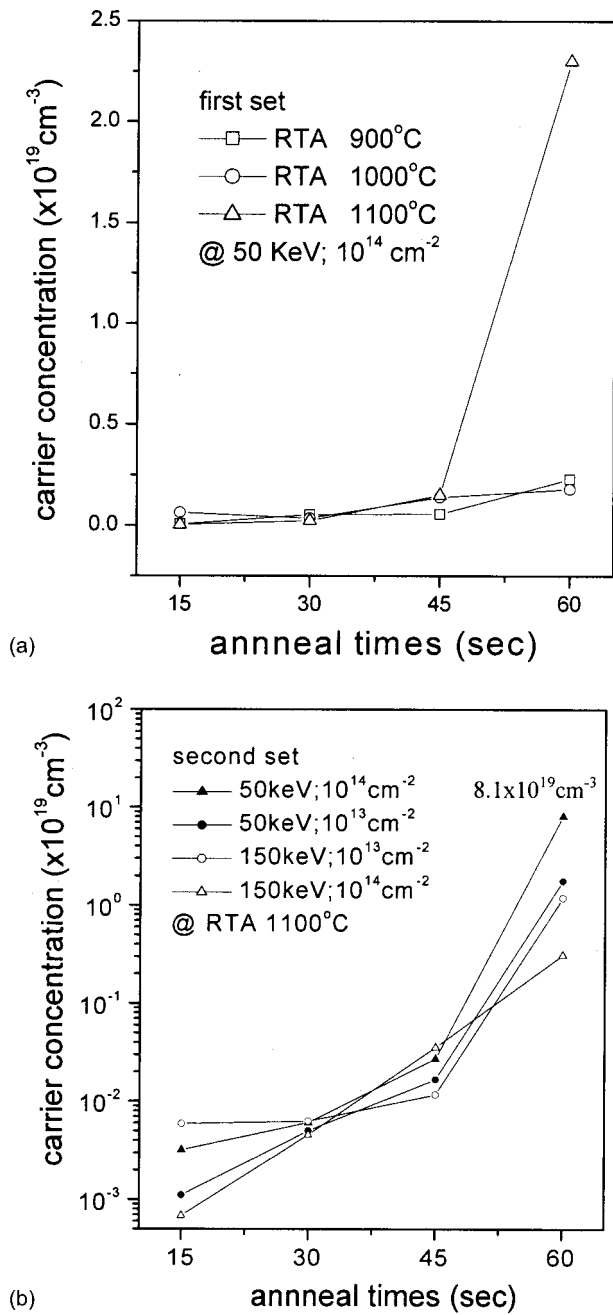 2.5
2.0
1.5
1.0
0.5
0.0
carrier concentration (x10¹⁹cm⁻³)
first set
RTA 900°C
RTA 1000°C
RTA 1100°C
@ 50 KeV; 10¹⁴ cm⁻²
15 30 45 60
annneal times (sec)
(a)
10²
10¹
10⁰
10⁻¹
10⁻²
10⁻³
carrier concentration (x10¹⁹cm⁻³)
second set
50keV;10¹⁴cm⁻²
50keV;10¹³cm⁻²
150keV;10¹³cm⁻²
150keV;10¹⁴cm⁻²
@ RTA 1100°C
8.1x10¹⁹cm⁻³
15 30 45 60
annneal times (sec)
(b)